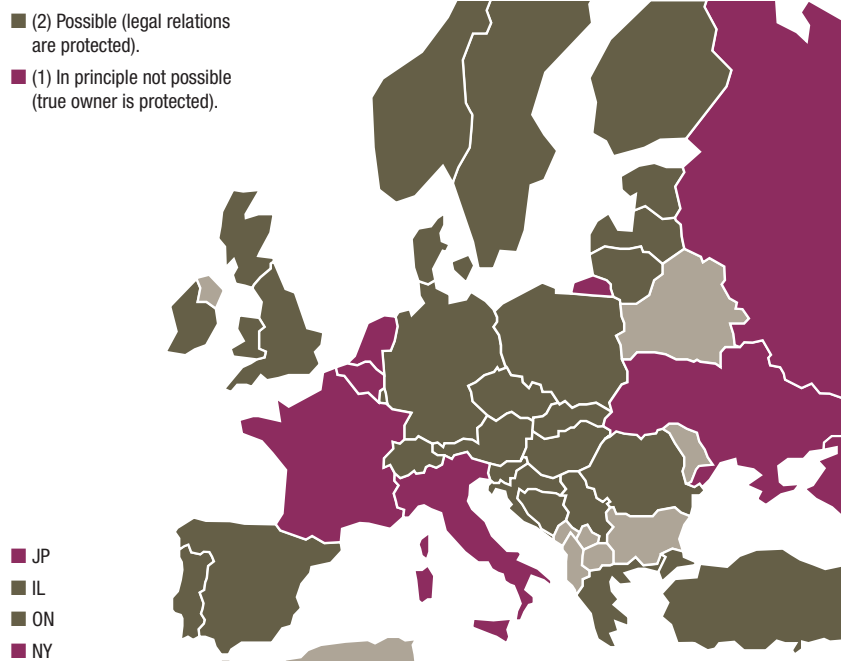 (2) Possible (legal relations
are protected).
(1) In principle not possible
(true owner is protected).
JP
IL
ON
NY